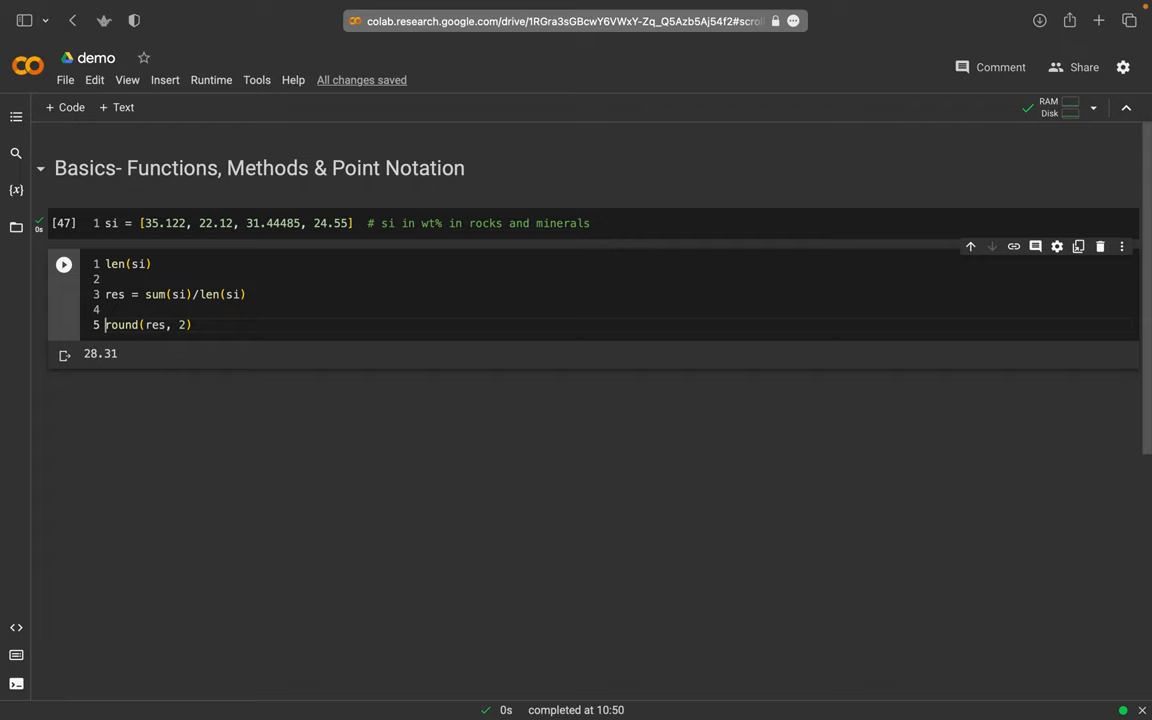 colab.research.google.com/drive/1RGra3sGBcwY6VWxY-Zq_Q5Azb5Aj54f2#scrol
demo
File Edit View Insert Runtime Tools Help All changes saved
Comment Share
+ Code + Text
RAM
Disk
Basics- Functions, Methods & Point Notation
[47] 1 si = [35.122, 22.12, 31.44485, 24.55] # si in wt% in rocks and minerals
0s
1 len(si)
2
3 res = sum(si)/len(si)
4
5 round(res, 2)
28.31
0s completed at 10:50